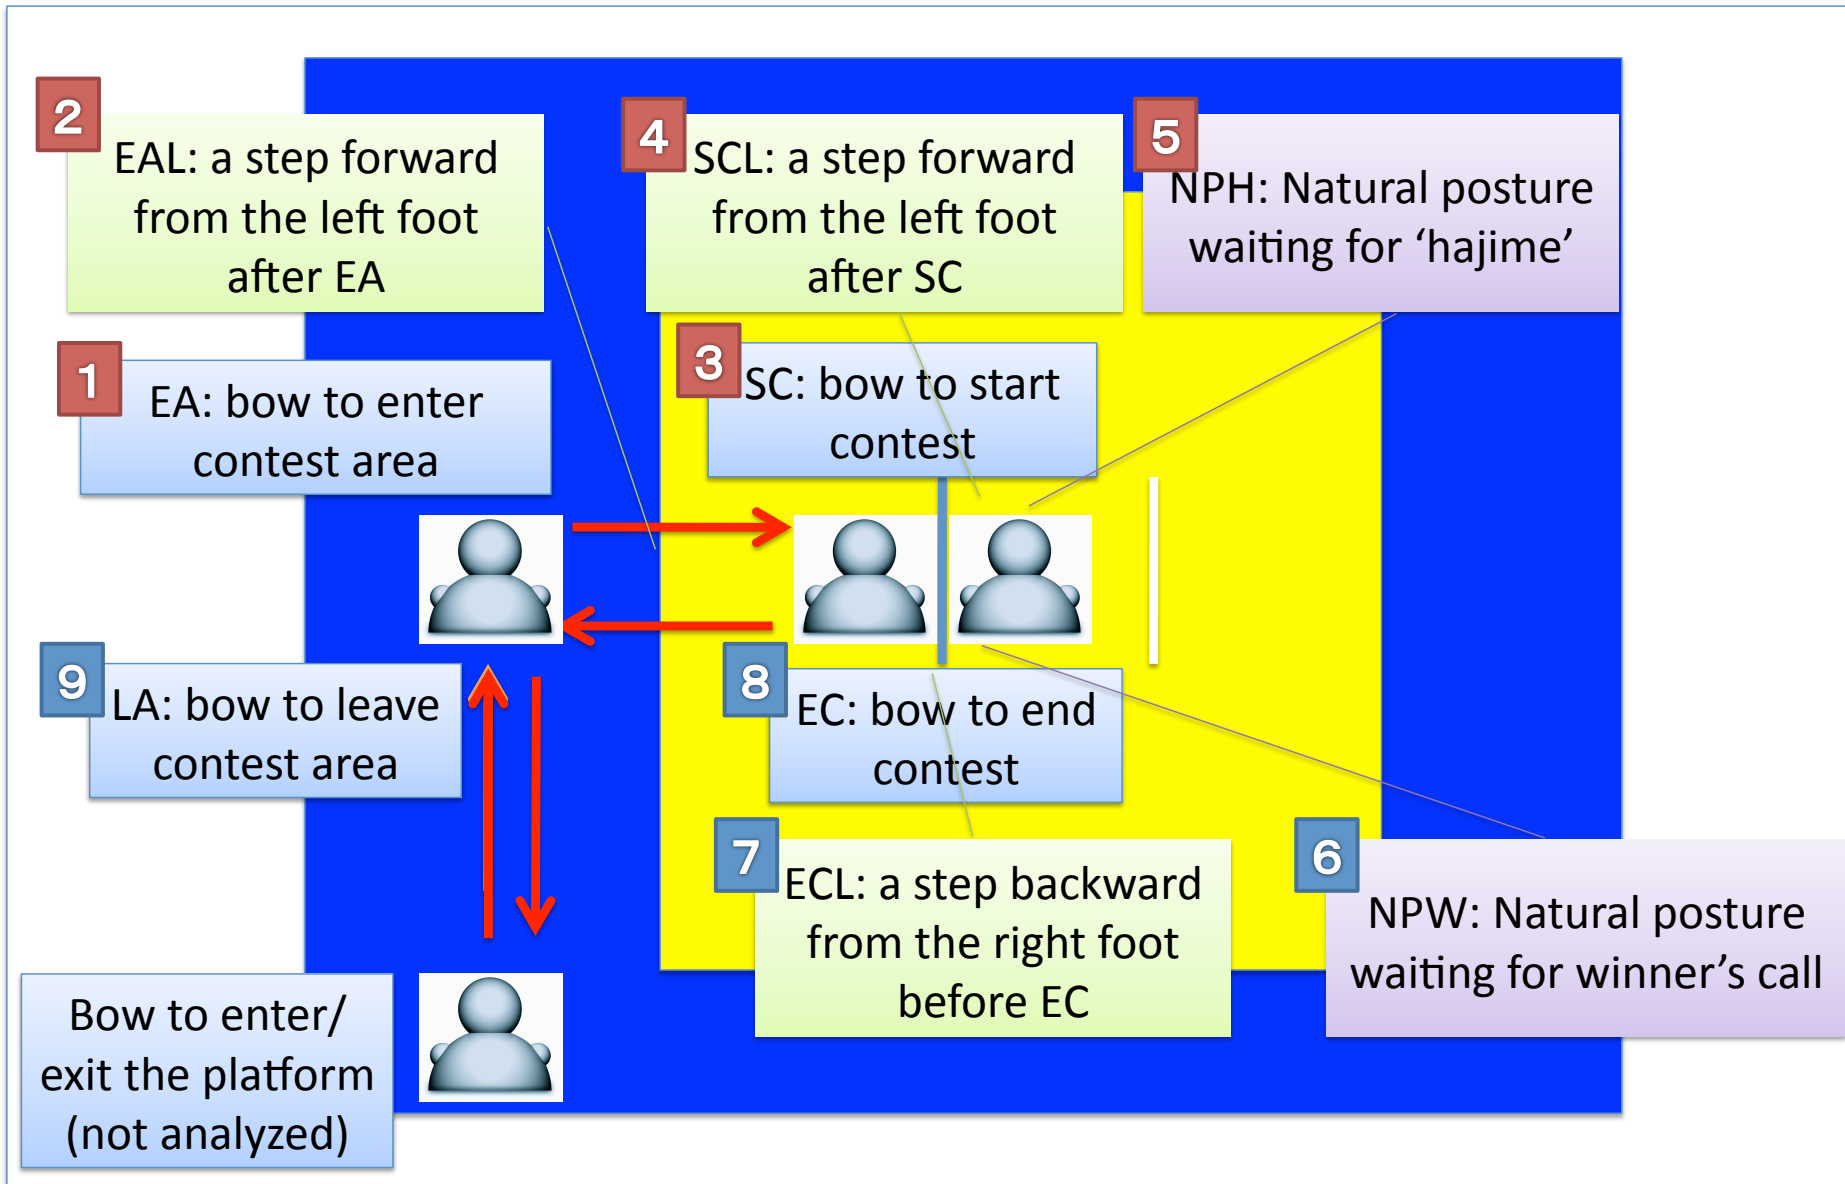 2
EAL: a step forward
from the left foot
after EA
4
SCL: a step forward
from the left foot
after SC
5
NPH: Natural posture
waiting for ‘hajime’
1
EA: bow to enter
contest area
3
SC: bow to start
contest
9
LA: bow to leave
contest area
8
EC: bow to end
contest
7
ECL: a step backward
from the right foot
before EC
6
NPW: Natural posture
waiting for winner’s call
Bow to enter/
exit the platform
(not analyzed)